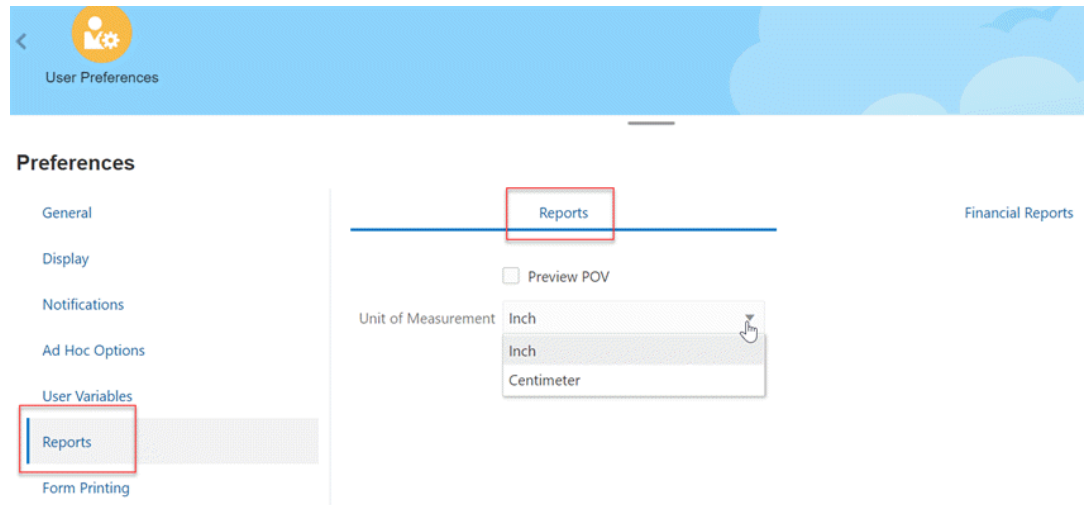 User Preferences
Preferences
General
Display
Notifications
Ad Hoc Options
User Variables
Reports
Form Printing
Reports
Financial Reports
Preview POV
Unit of Measurement
Inch
Inch
Centimeter